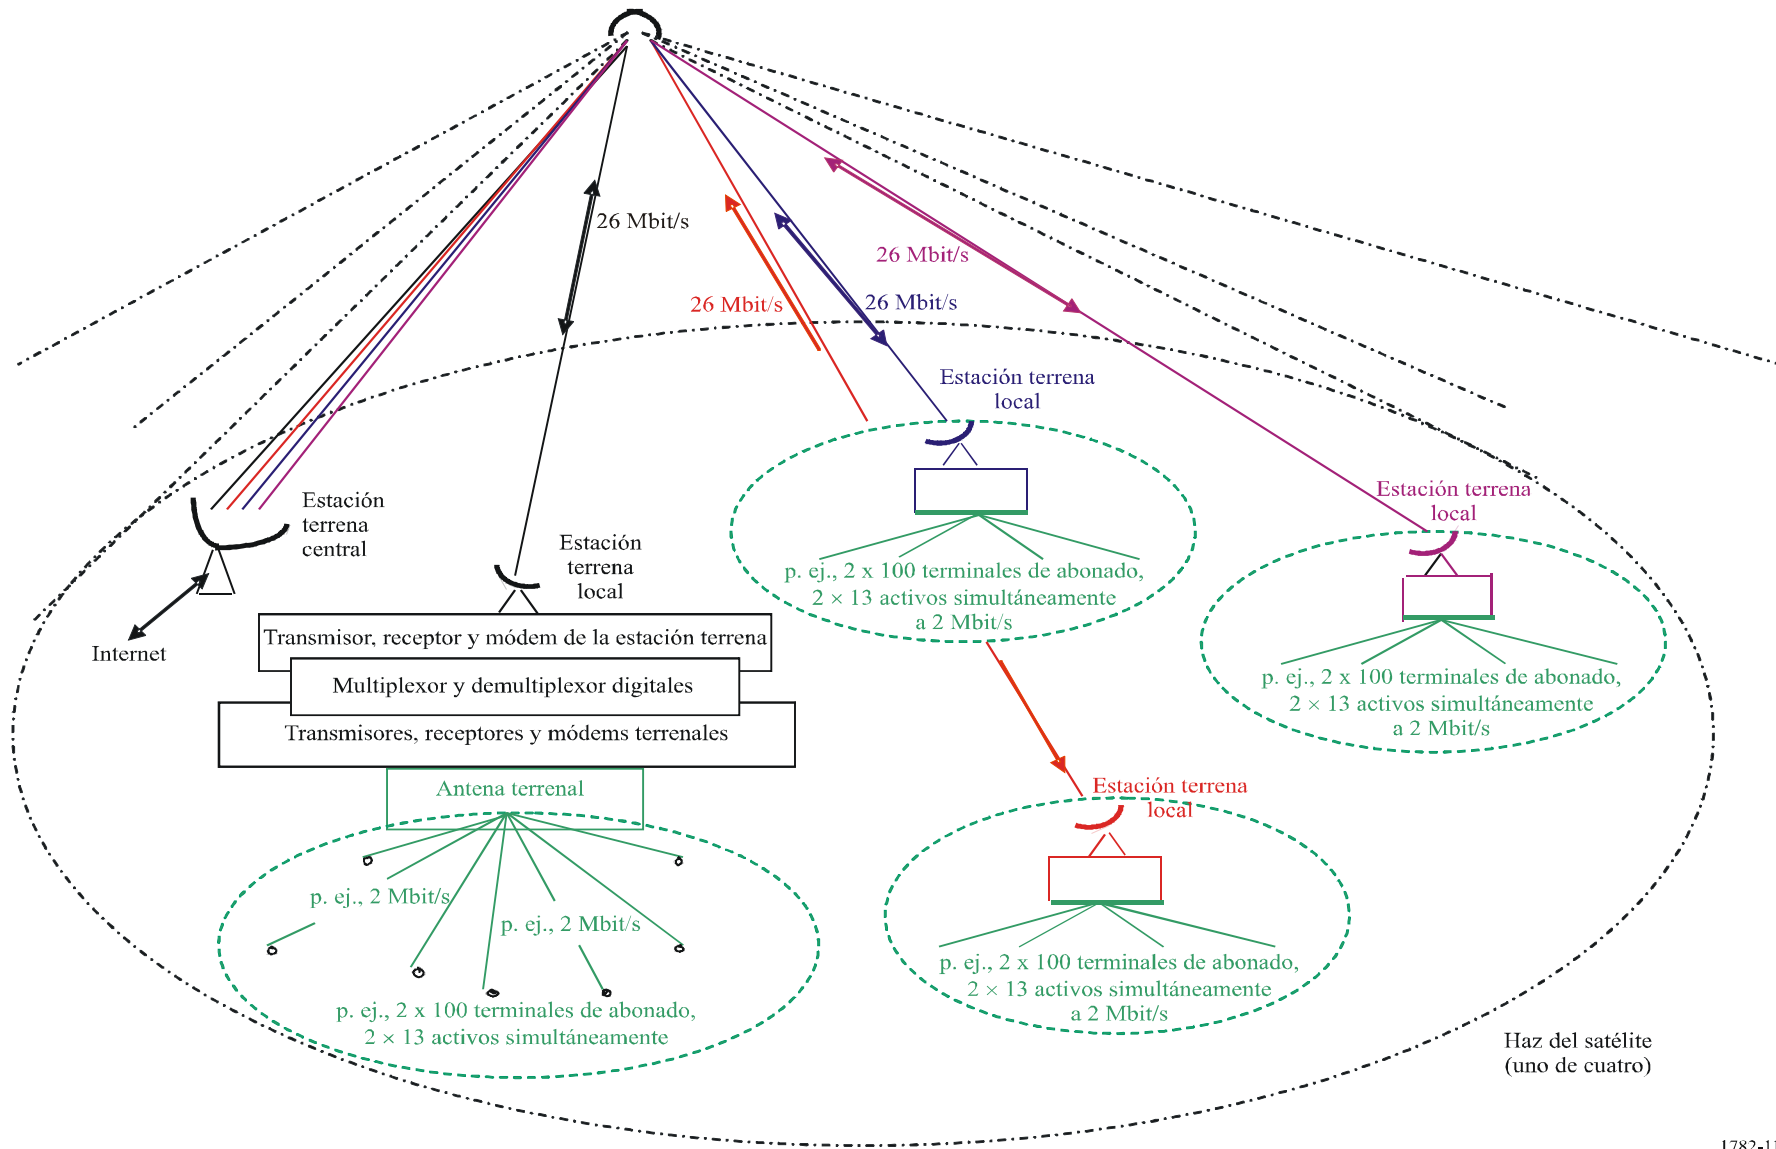 26 Mbit/s
26 Mbit/s
26 Mbit/s
26 Mbit/s
Estación terrena
local
Estación
terrena
central
Internet
Estación
terrena
local
Transmisor, receptor y módem de la estación terrena
Multiplexor y demultiplexor digitales
Transmisores, receptores y módems terrenales
Antena terrenal
p. ej., 2 Mbit/s
p. ej., 2 Mbit/s
p. ej., 2 x 100 terminales de abonado,
2 × 13 activos simultáneamente
p. ej., 2 x 100 terminales de abonado,
2 × 13 activos simultáneamente
a 2 Mbit/s
Estación terrena
local
p. ej., 2 x 100 terminales de abonado,
2 × 13 activos simultáneamente
a 2 Mbit/s
Estación terrena
local
p. ej., 2 x 100 terminales de abonado,
2 × 13 activos simultáneamente
a 2 Mbit/s
Haz del satélite
(uno de cuatro)
1782-11